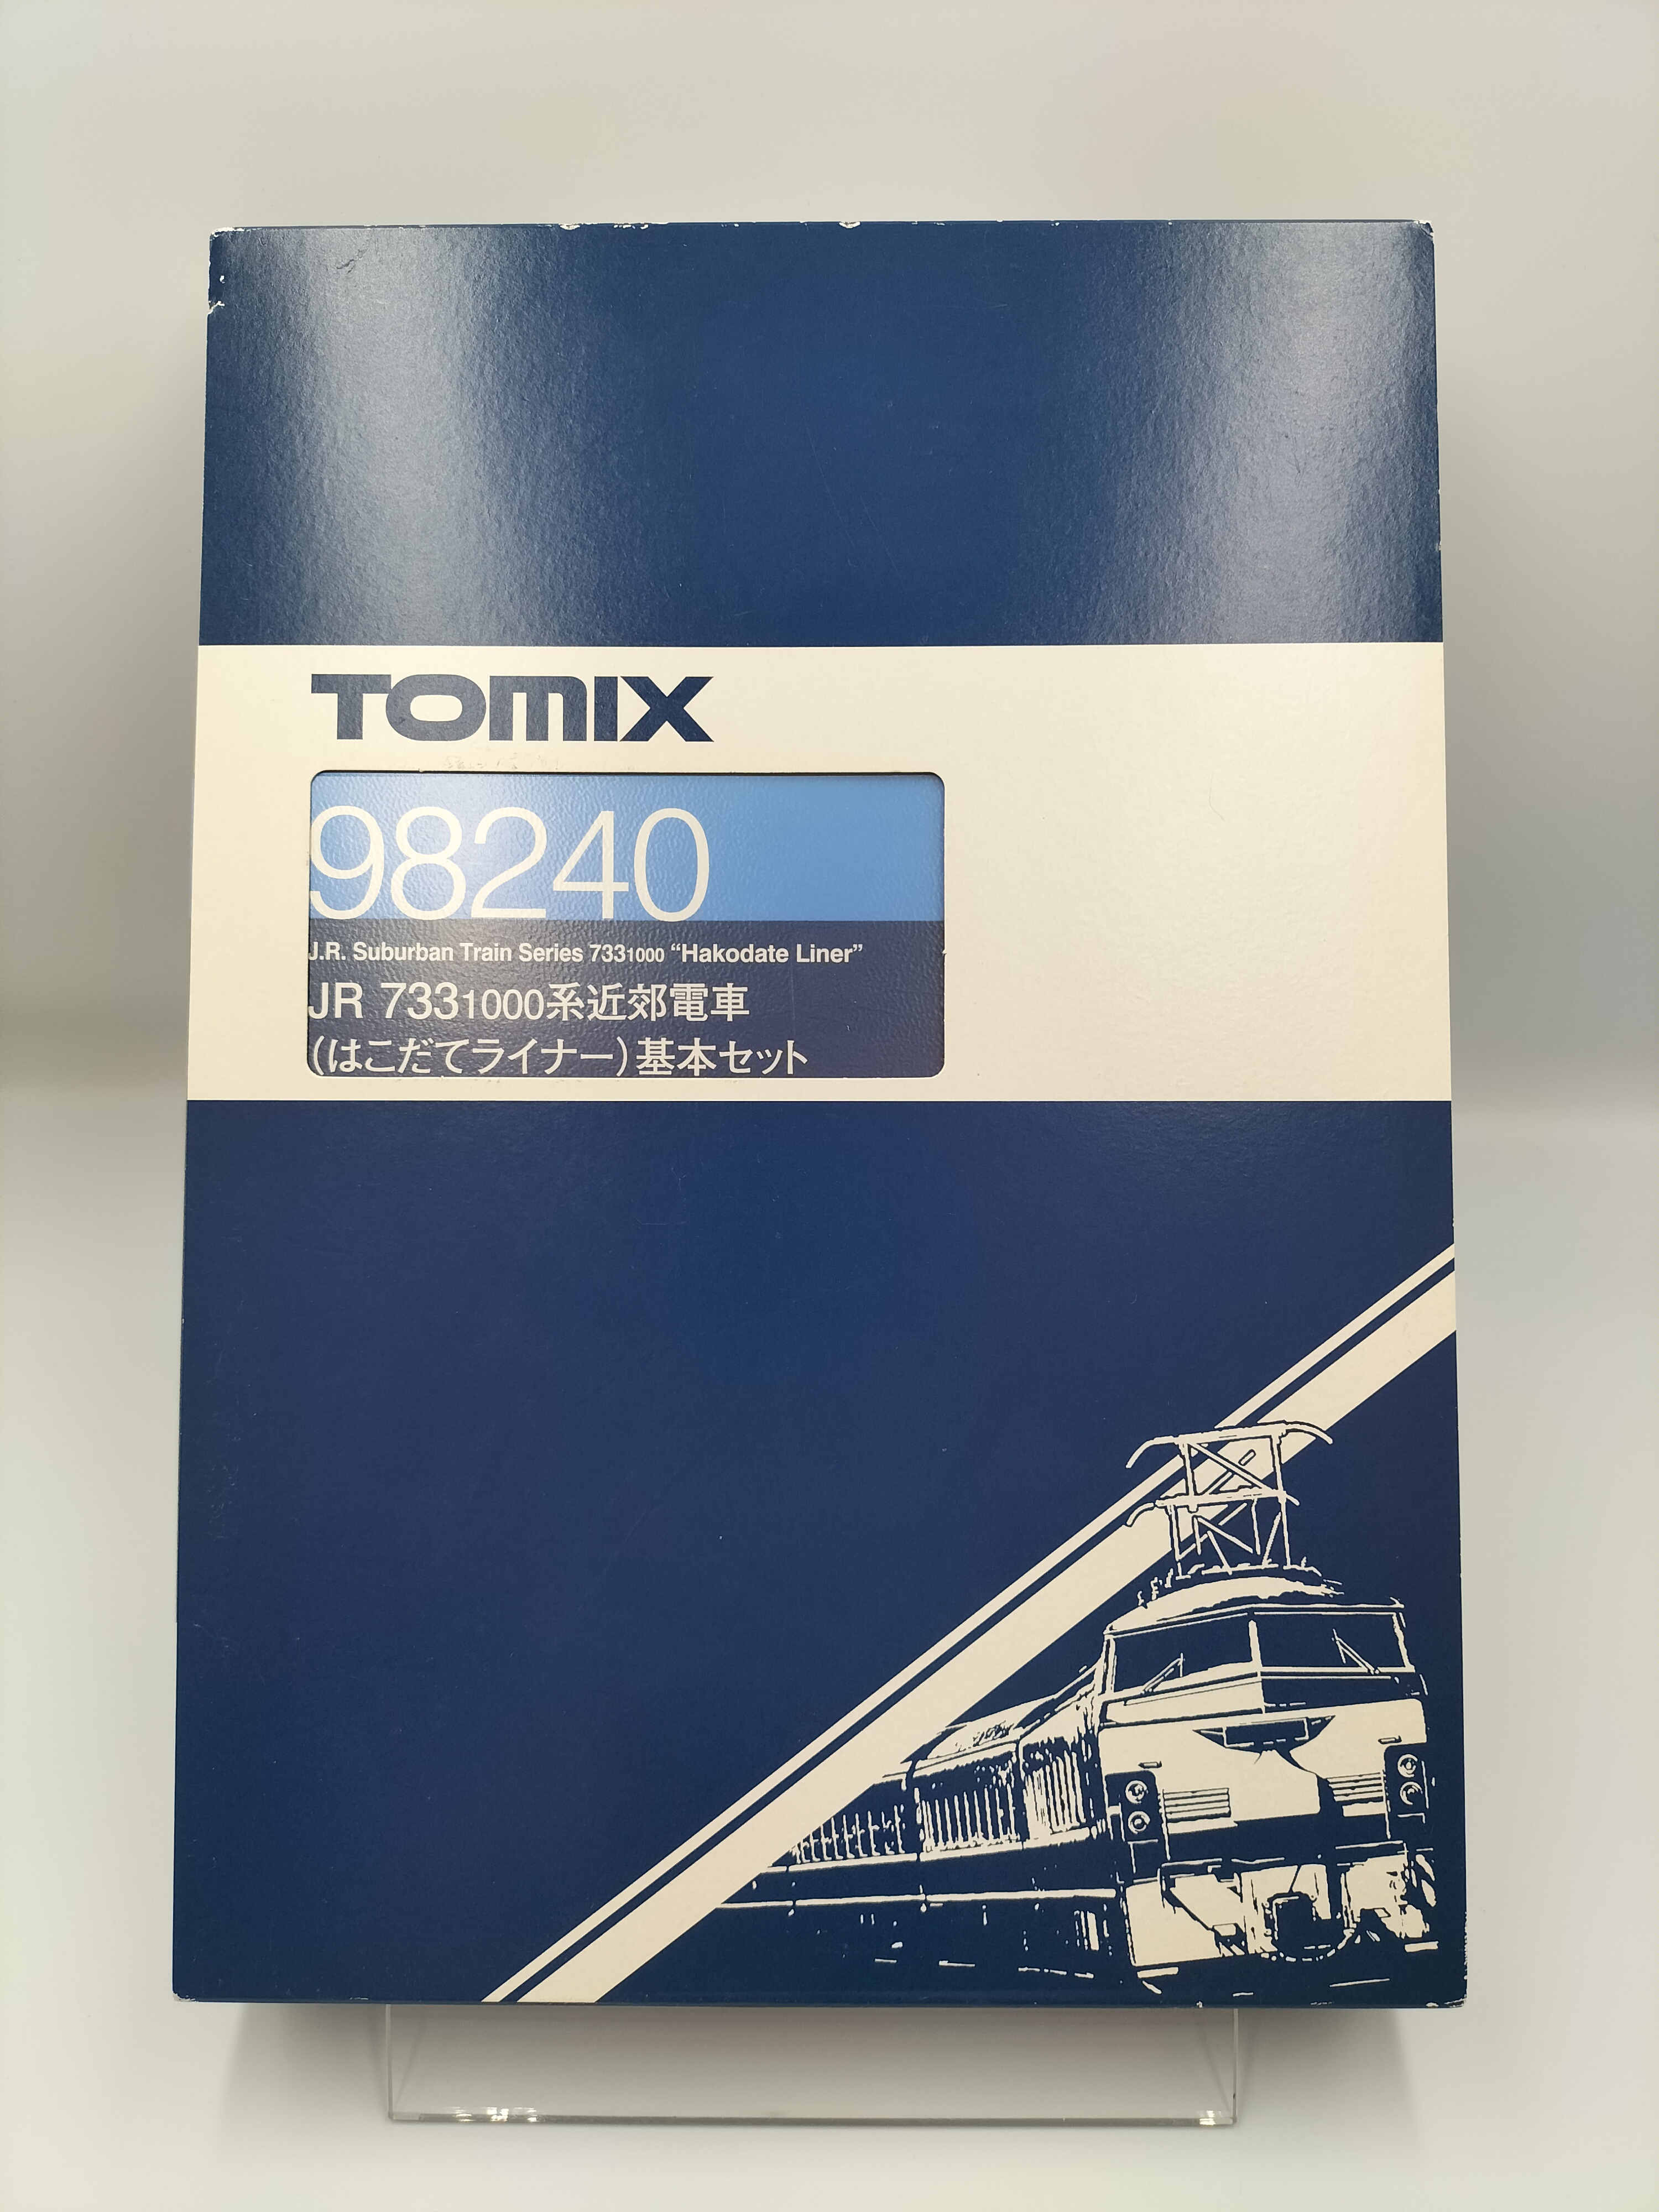 TOMIX
98240
J.R. Suburban Train Series 7331000 “Hakodate Liner”
JR 7331000系近郊電車
(はこだてライナー)基本セット